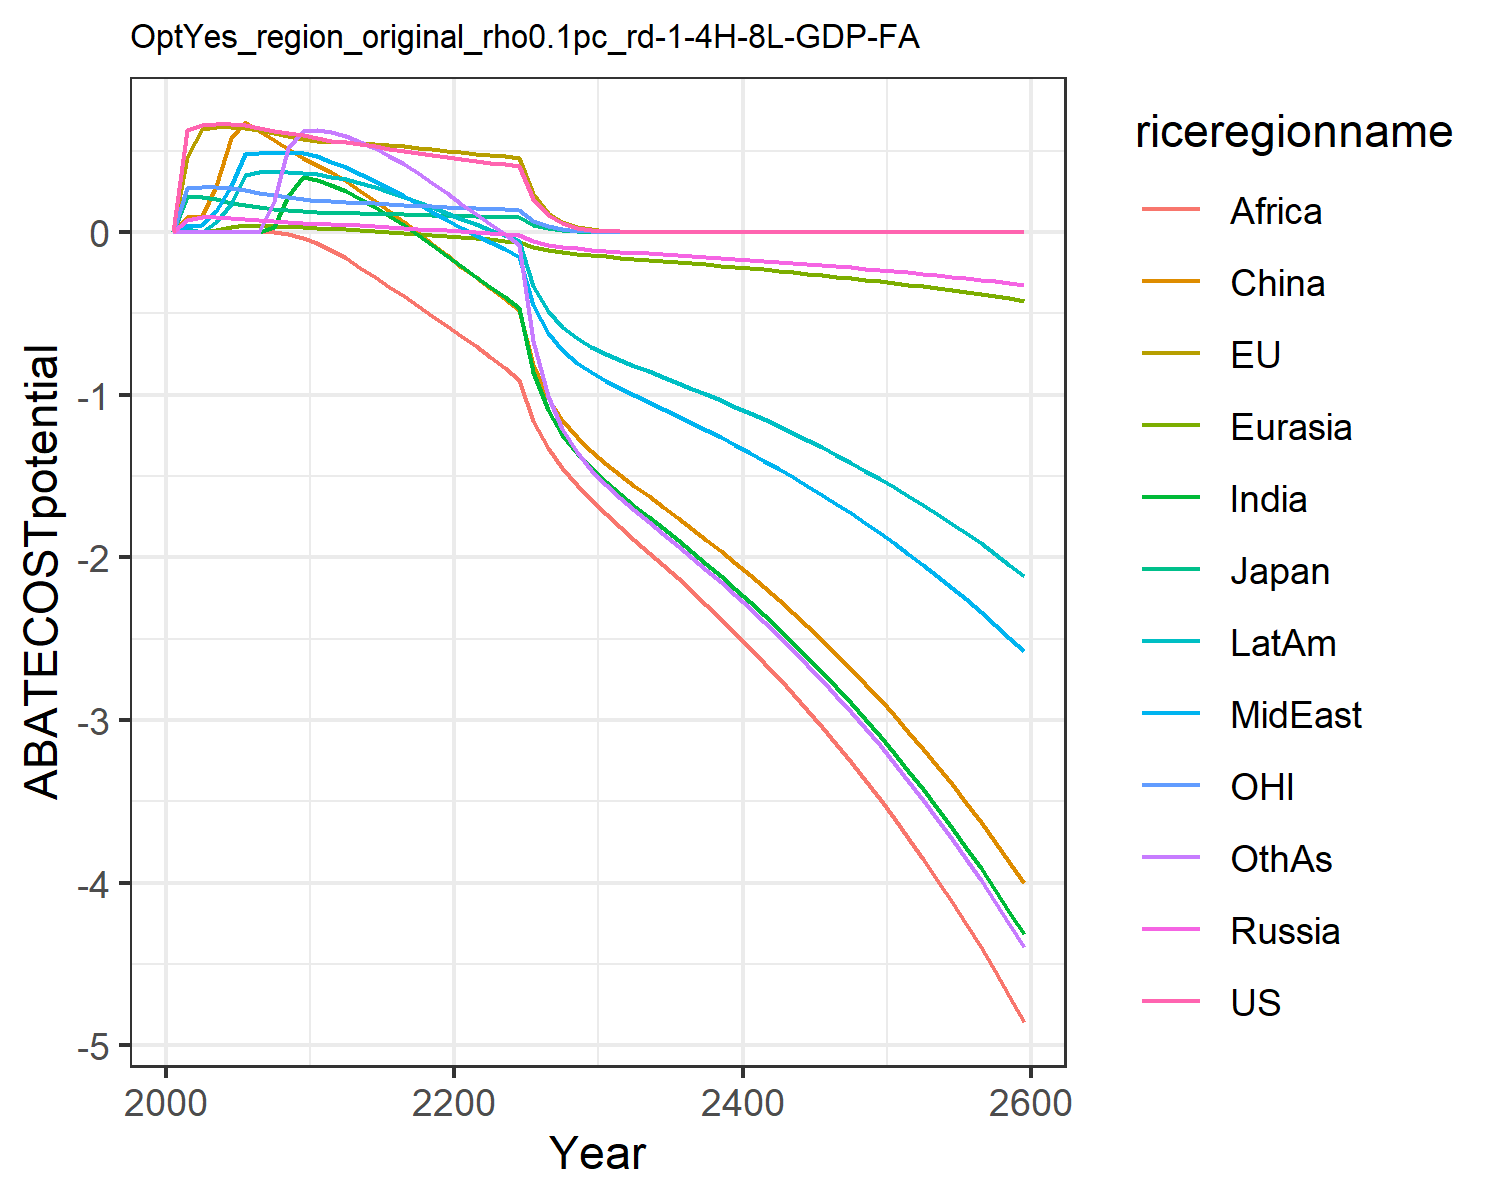 OptYes_region_original_rho0.1pc_rd-1-4H-8L-GDP-FA
ABATECOSTpotential
0
-1
-2
-3
-4
-5
2000
2200
2400
2600
Year
riceregionname
Africa
China
EU
Eurasia
India
Japan
LatAm
MidEast
OHI
OthAs
Russia
US